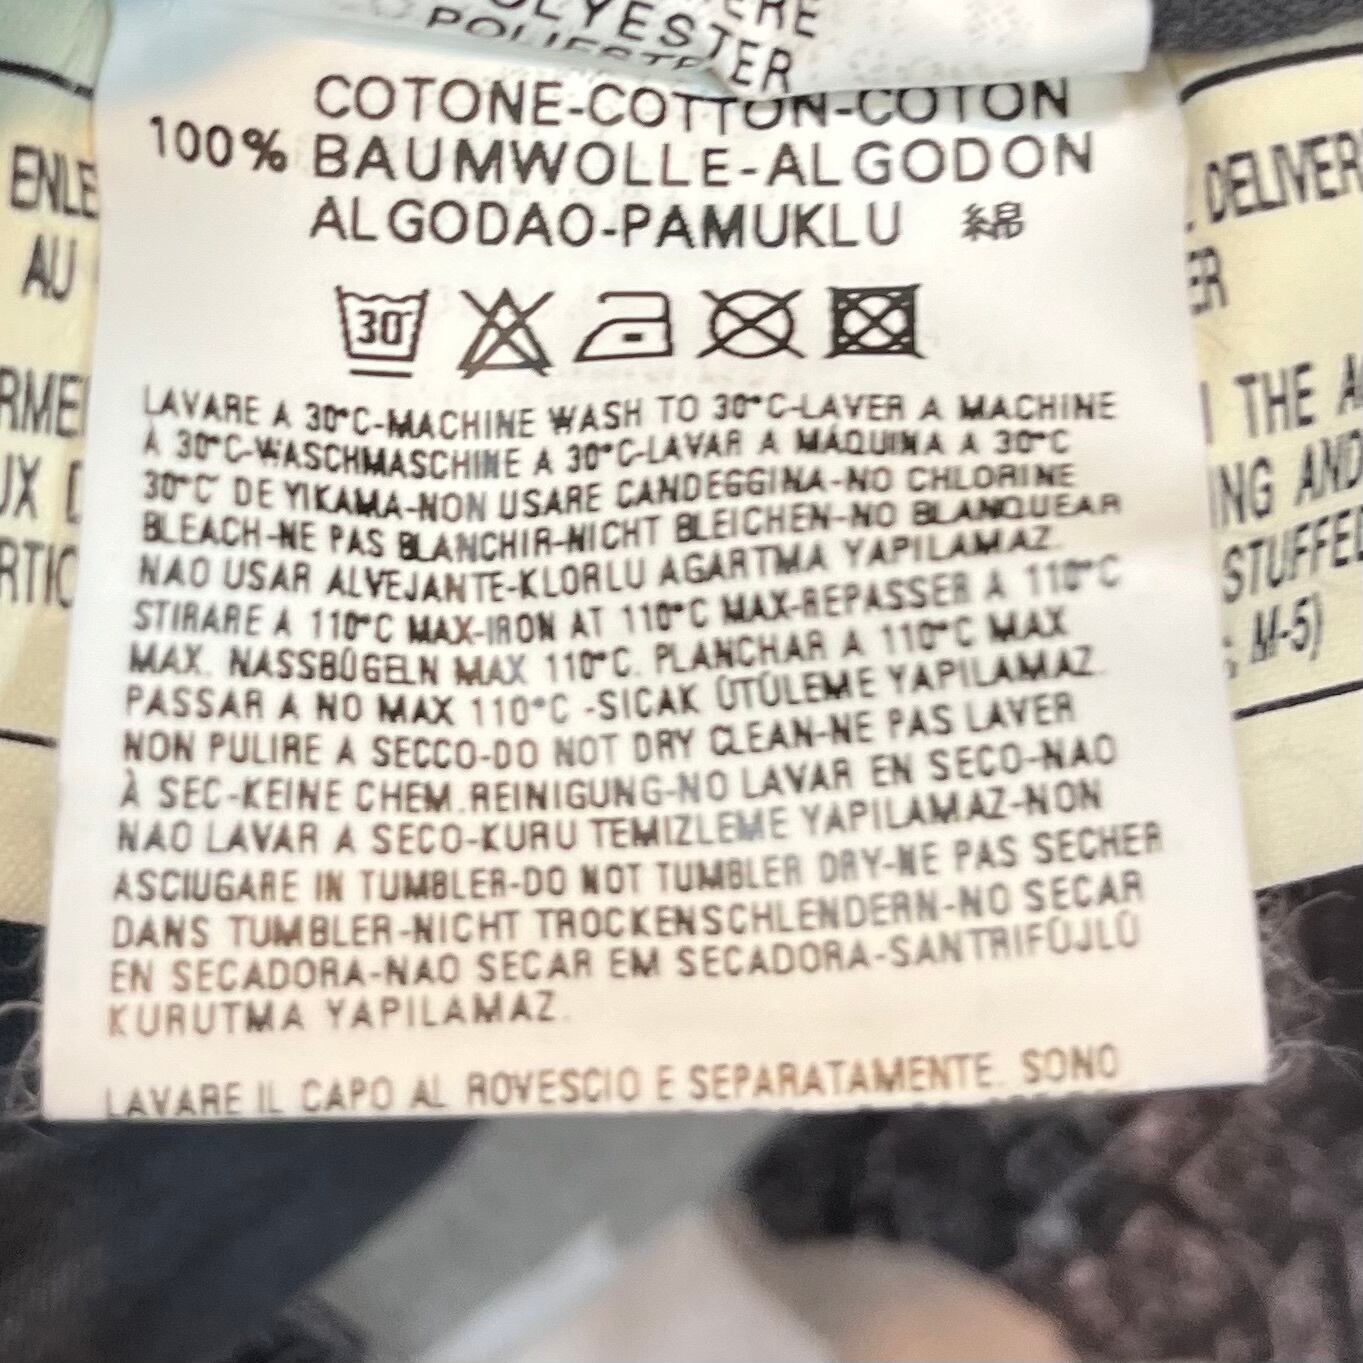 POLIESTER
COTONE-COTTON-COTON
100% BAUMWOLLE-ALGODON
ALGODAO-PAMUKLU 綿
30
LAVARE A 30°C-MACHINE WASH TO 30°C-LAVER A MACHINE
À 30°C-WASCHMASCHINE A 30°C-LAVAR A MÁQUINA A 30°C
30°C DE YIKAMA-NON USARE CANDEGGINA-NO CHLORINE
BLEACH-NE PAS BLANCHIR-NICHT BLEICHEN-NO BLANQUEAR
NAO USAR ALVEJANTE-KLORLU AGARTMA YAPILAMAZ.
STIRARE A 110°C MAX-IRON AT 110°C MAX-REPASSER A 110°C
MAX. NASSBÜGELN MAX 110°C. PLANCHAR A 110°C MAX
PASSAR A NO MAX 110°C -SICAK ÜTÜLEME YAPILAMAZ.
NON PULIRE A SECCO-DO NOT DRY CLEAN-NE PAS LAVER
À SEC-KEINE CHEM.REINIGUNG-NO LAVAR EN SECO-NAO
NAO LAVAR A SECO-KURU TEMIZLEME YAPILAMAZ-NON
ASCIUGARE IN TUMBLER-DO NOT TUMBLER DRY-NE PAS SECHER
DANS TUMBLER-NICHT TROCKENSCHLENDERN-NO SECAR
EN SECADORA-NAO SECAR EM SECADORA-SANTRIFÜJLÜ
KURUTMA YAPILAMAZ.
LAVARE IL CAPO AL ROVESCIO E SEPARATAMENTE. SONO
AU
DELIVER
THE
ING AND
M-5)